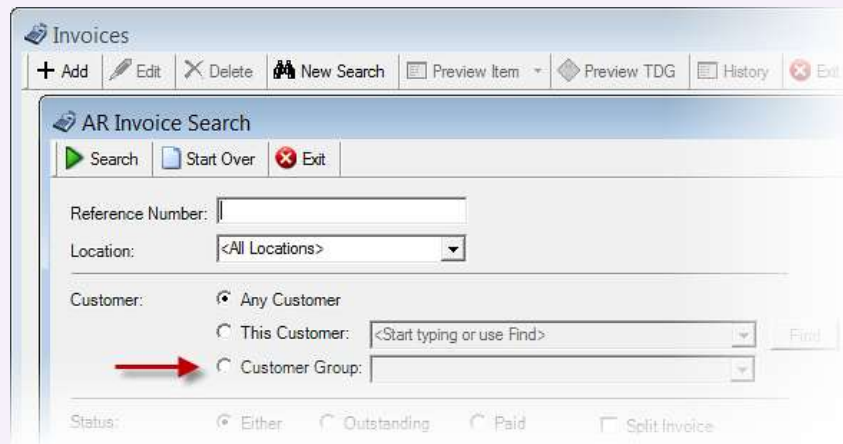 Invoices
Add Edit Delete New Search Preview Item Preview TDG History Exit
AR Invoice Search
Search Start Over Exit
Reference Number:
Location: <All Locations>
Customer: Any Customer
This Customer: <Start typing or use Find> Find
Customer Group:
Status: Either Outstanding Paid Split Invoice